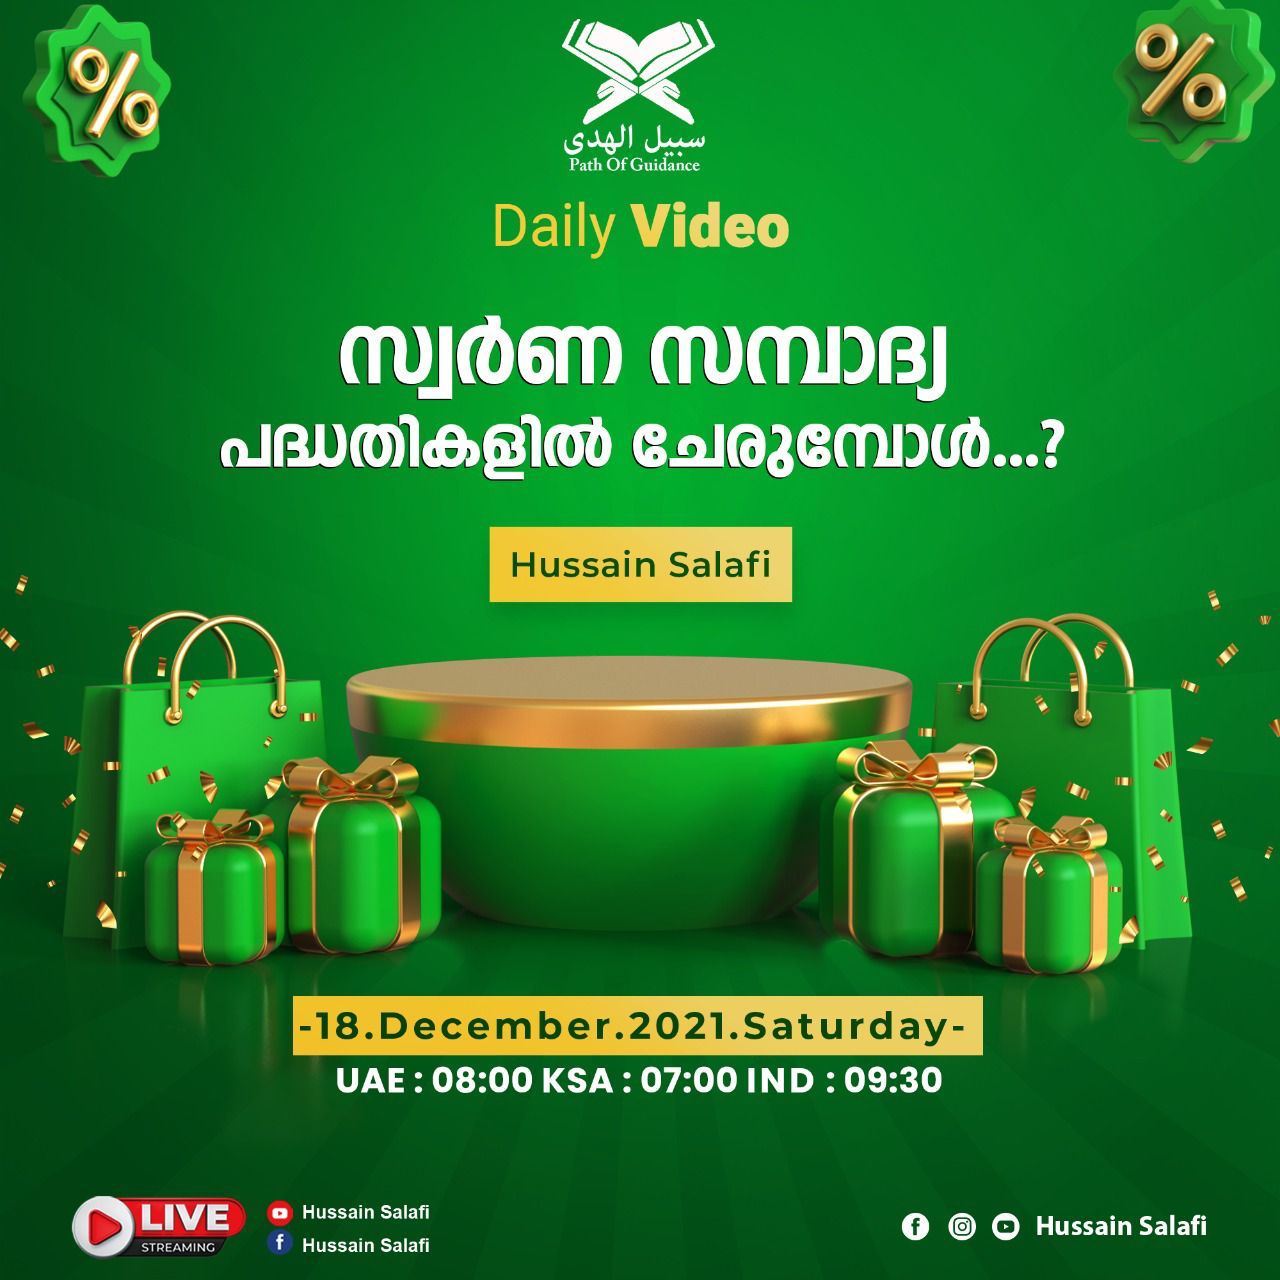 %
%
سبيل الهدى
Path Of Guidance
Daily Video
സ്വർണ സമ്പാദ്യ
പദ്ധതികളിൽ ചേരുമ്പോൾ...?
Hussain Salafi
-18.December.2021.Saturday-
UAE : 08:00 KSA : 07:00 IND : 09:30
LIVE
STREAMING
Hussain Salafi
Hussain Salafi
Hussain Salafi